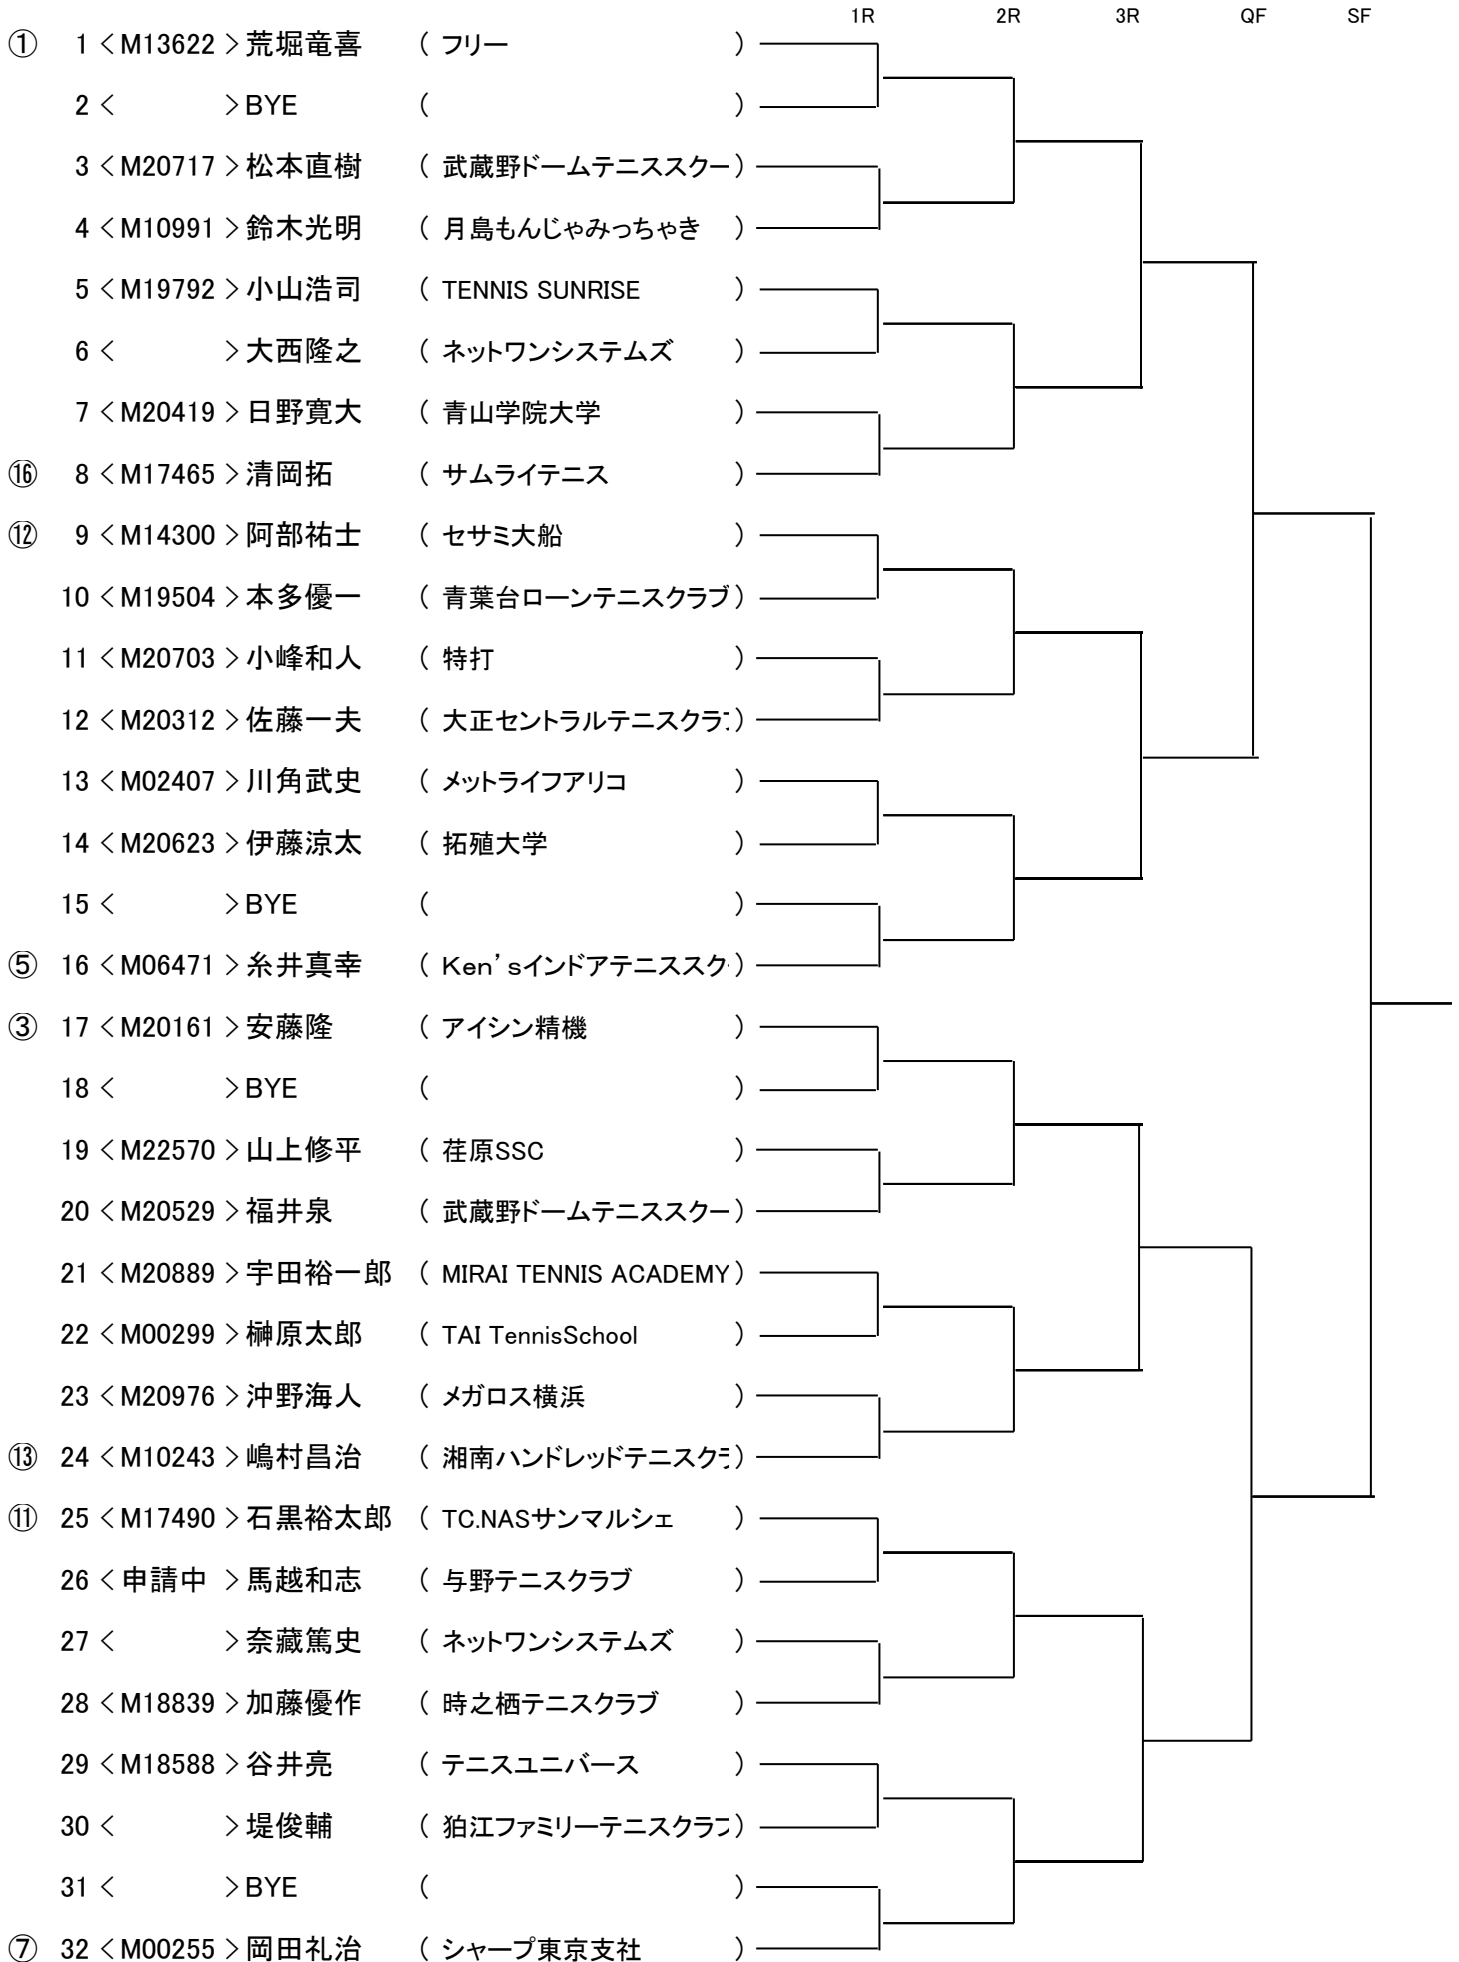 1R 2R 3R QF SF
① 1 <M13622 >荒堀竜喜 ( フリー )
2 < >BYE ( )
3 <M20717 >松本直樹 ( 武蔵野ドームテニススクー )
4 <M10991 >鈴木光明 ( 月島もんじゃみっちゃき )
5 <M19792 >小山浩司 ( TENNIS SUNRISE )
6 < >大西隆之 ( ネットワンシステムズ )
7 <M20419 >日野寛大 ( 青山学院大学 )
⑯ 8 <M17465 >清岡拓 ( サムライテニス )
⑫ 9 <M14300 >阿部祐士 ( セサミ大船 )
10 <M19504 >本多優一 ( 青葉台ローンテニスクラブ )
11 <M20703 >小峰和人 ( 特打 )
12 <M20312 >佐藤一夫 ( 大正セントラルテニスクラ )
13 <M02407 >川角武史 ( メットライフアリコ )
14 <M20623 >伊藤涼太 ( 拓殖大学 )
15 < >BYE ( )
⑤ 16 <M06471 >糸井真幸 ( Ken’sインドアテニススク )
③ 17 <M20161 >安藤隆 ( アイシン精機 )
18 < >BYE ( )
19 <M22570 >山上修平 ( 荏原SSC )
20 <M20529 >福井泉 ( 武蔵野ドームテニススクー )
21 <M20889 >宇田裕一郎 ( MIRAI TENNIS ACADEMY )
22 <M00299 >榊原太郎 ( TAI TennisSchool )
23 <M20976 >沖野海人 ( メガロス横浜 )
⑬ 24 <M10243 >嶋村昌治 ( 湘南ハンドレッドテニスクラ )
⑪ 25 <M17490 >石黒裕太郎 ( TC.NASサンマルシェ )
26 <申請中 >馬越和志 ( 与野テニスクラブ )
27 < >奈藏篤史 ( ネットワンシステムズ )
28 <M18839 >加藤優作 ( 時之栖テニスクラブ )
29 <M18588 >谷井亮 ( テニスユニバース )
30 < >堤俊輔 ( 狛江ファミリーテニスクラブ )
31 < >BYE ( )
⑦ 32 <M00255 >岡田礼治 ( シャープ東京支社 )